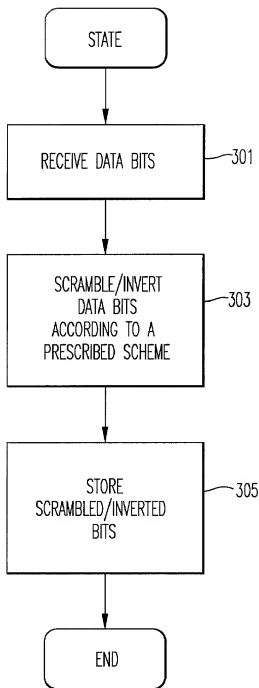 STATE
RECEIVE DATA BITS
301
SCRAMBLE/INVERT
DATA BITS
ACCORDING TO A
PRESCRIBED SCHEME
303
STORE
SCRAMBLED/INVERTED
BITS
305
END